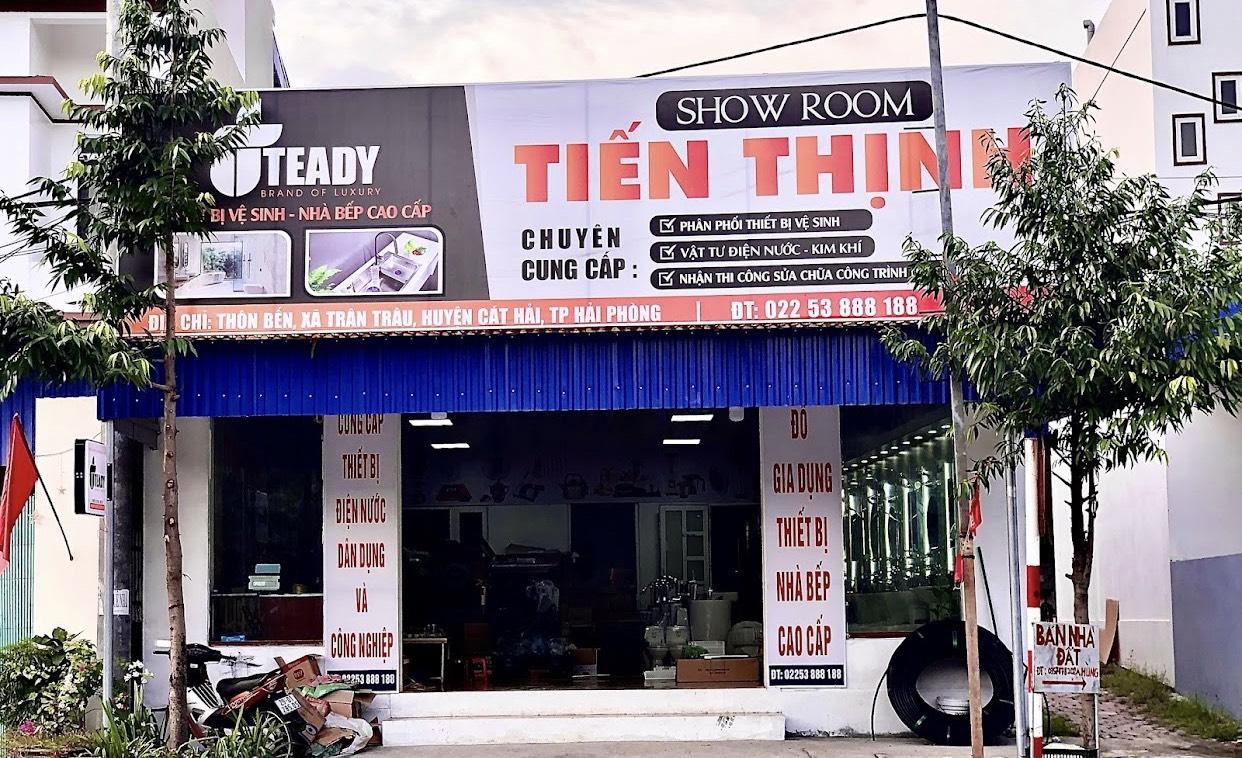 SHOW ROOM
TIẾN THỊNH
TEADY
BRAND OF LUXURY
BỊ VỆ SINH - NHÀ BẾP CAO CẤP
CHUYÊN
CUNG CẤP :
PHÂN PHỐI THIẾT BỊ VỆ SINH
VẬT TƯ ĐIỆN NƯỚC - KIM KHÍ
NHẬN THI CÔNG SỬA CHỮA CÔNG TRÌNH
ĐỊA CHỈ: THÔN BẾN, XÃ TRÂN TRÂU, HUYỆN CÁT HẢI, TP HẢI PHÒNG | ĐT: 022 53 888 188
CUNG CẤP
THIẾT BỊ
ĐIỆN NƯỚC
DÂN DỤNG
VÀ
CÔNG NGHIỆP
ĐT: 02253 888 188
ĐỒ
GIA DỤNG
THIẾT BỊ
NHÀ BẾP
CAO CẤP
ĐT: 02253 888 188
TEADY
BÁN NHÀ
ĐẤT